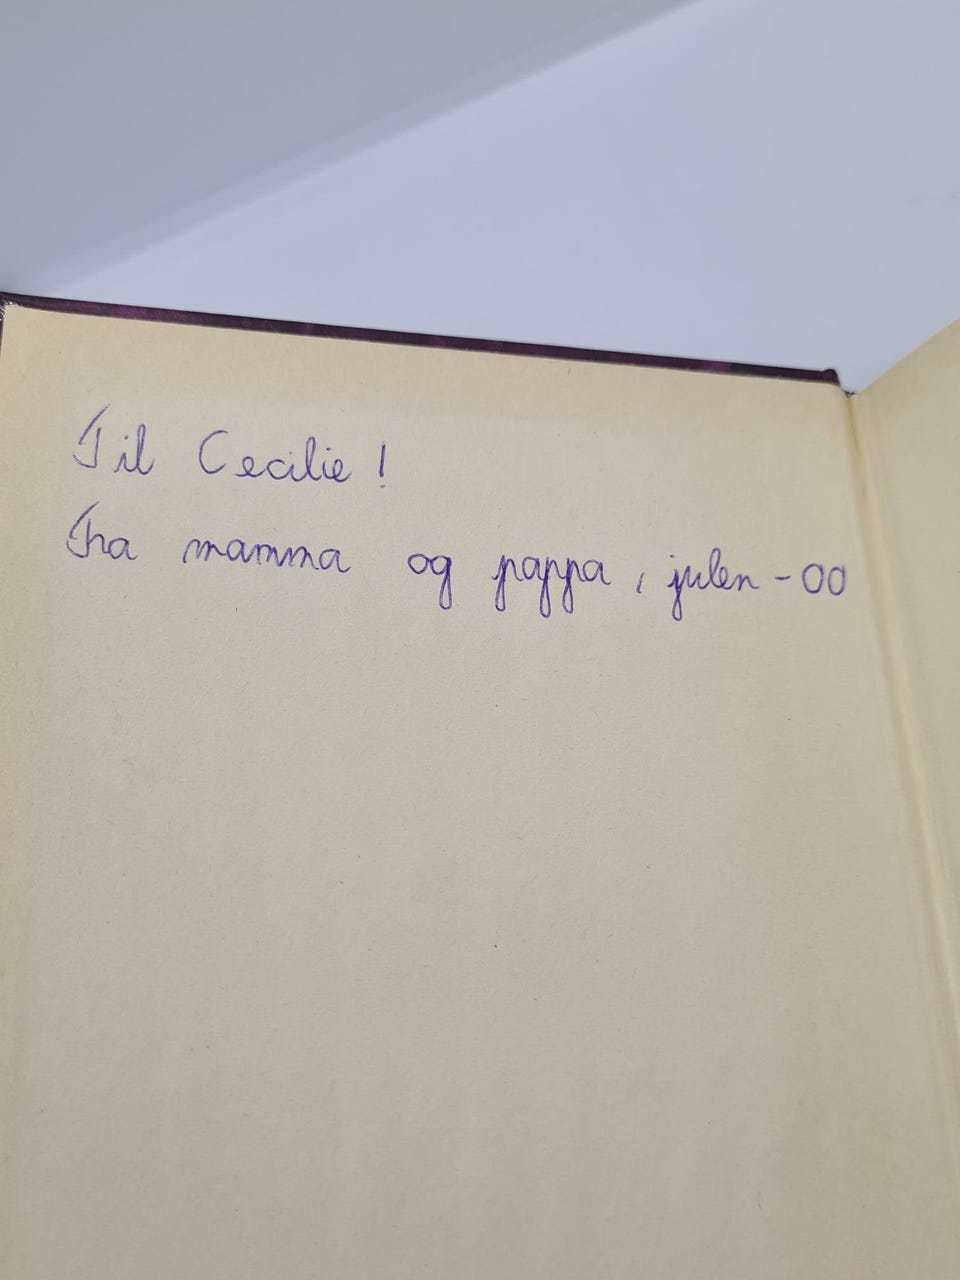 Til Cecilie!
Fra mamma og pappa, julen -00